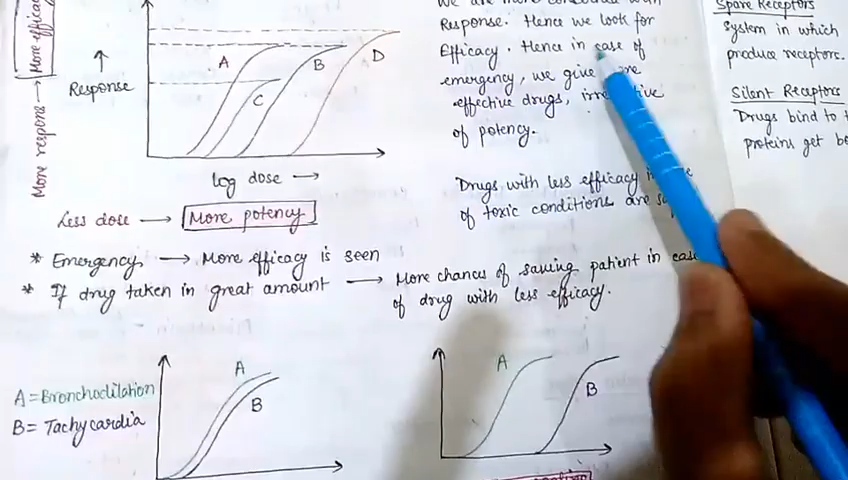 More efficacy
More respons
Response
A
B
C
D
log dose
Less dose → More potency
Response. Hence we look for
Efficacy. Hence in case of
emergency, we give
effective drugs,
of potency.
Drugs with less efficacy
of toxic conditions are
* Emergency → More efficacy is seen
* If drug taken in great amount → More chances of saving patient in case
of drug with less efficacy.
Spare Receptors
System in which
produce receptors.
Silent Receptors
Drugs bind to
proteins get
A = Bronchodilation
B = Tachycardia
A
B
A
B